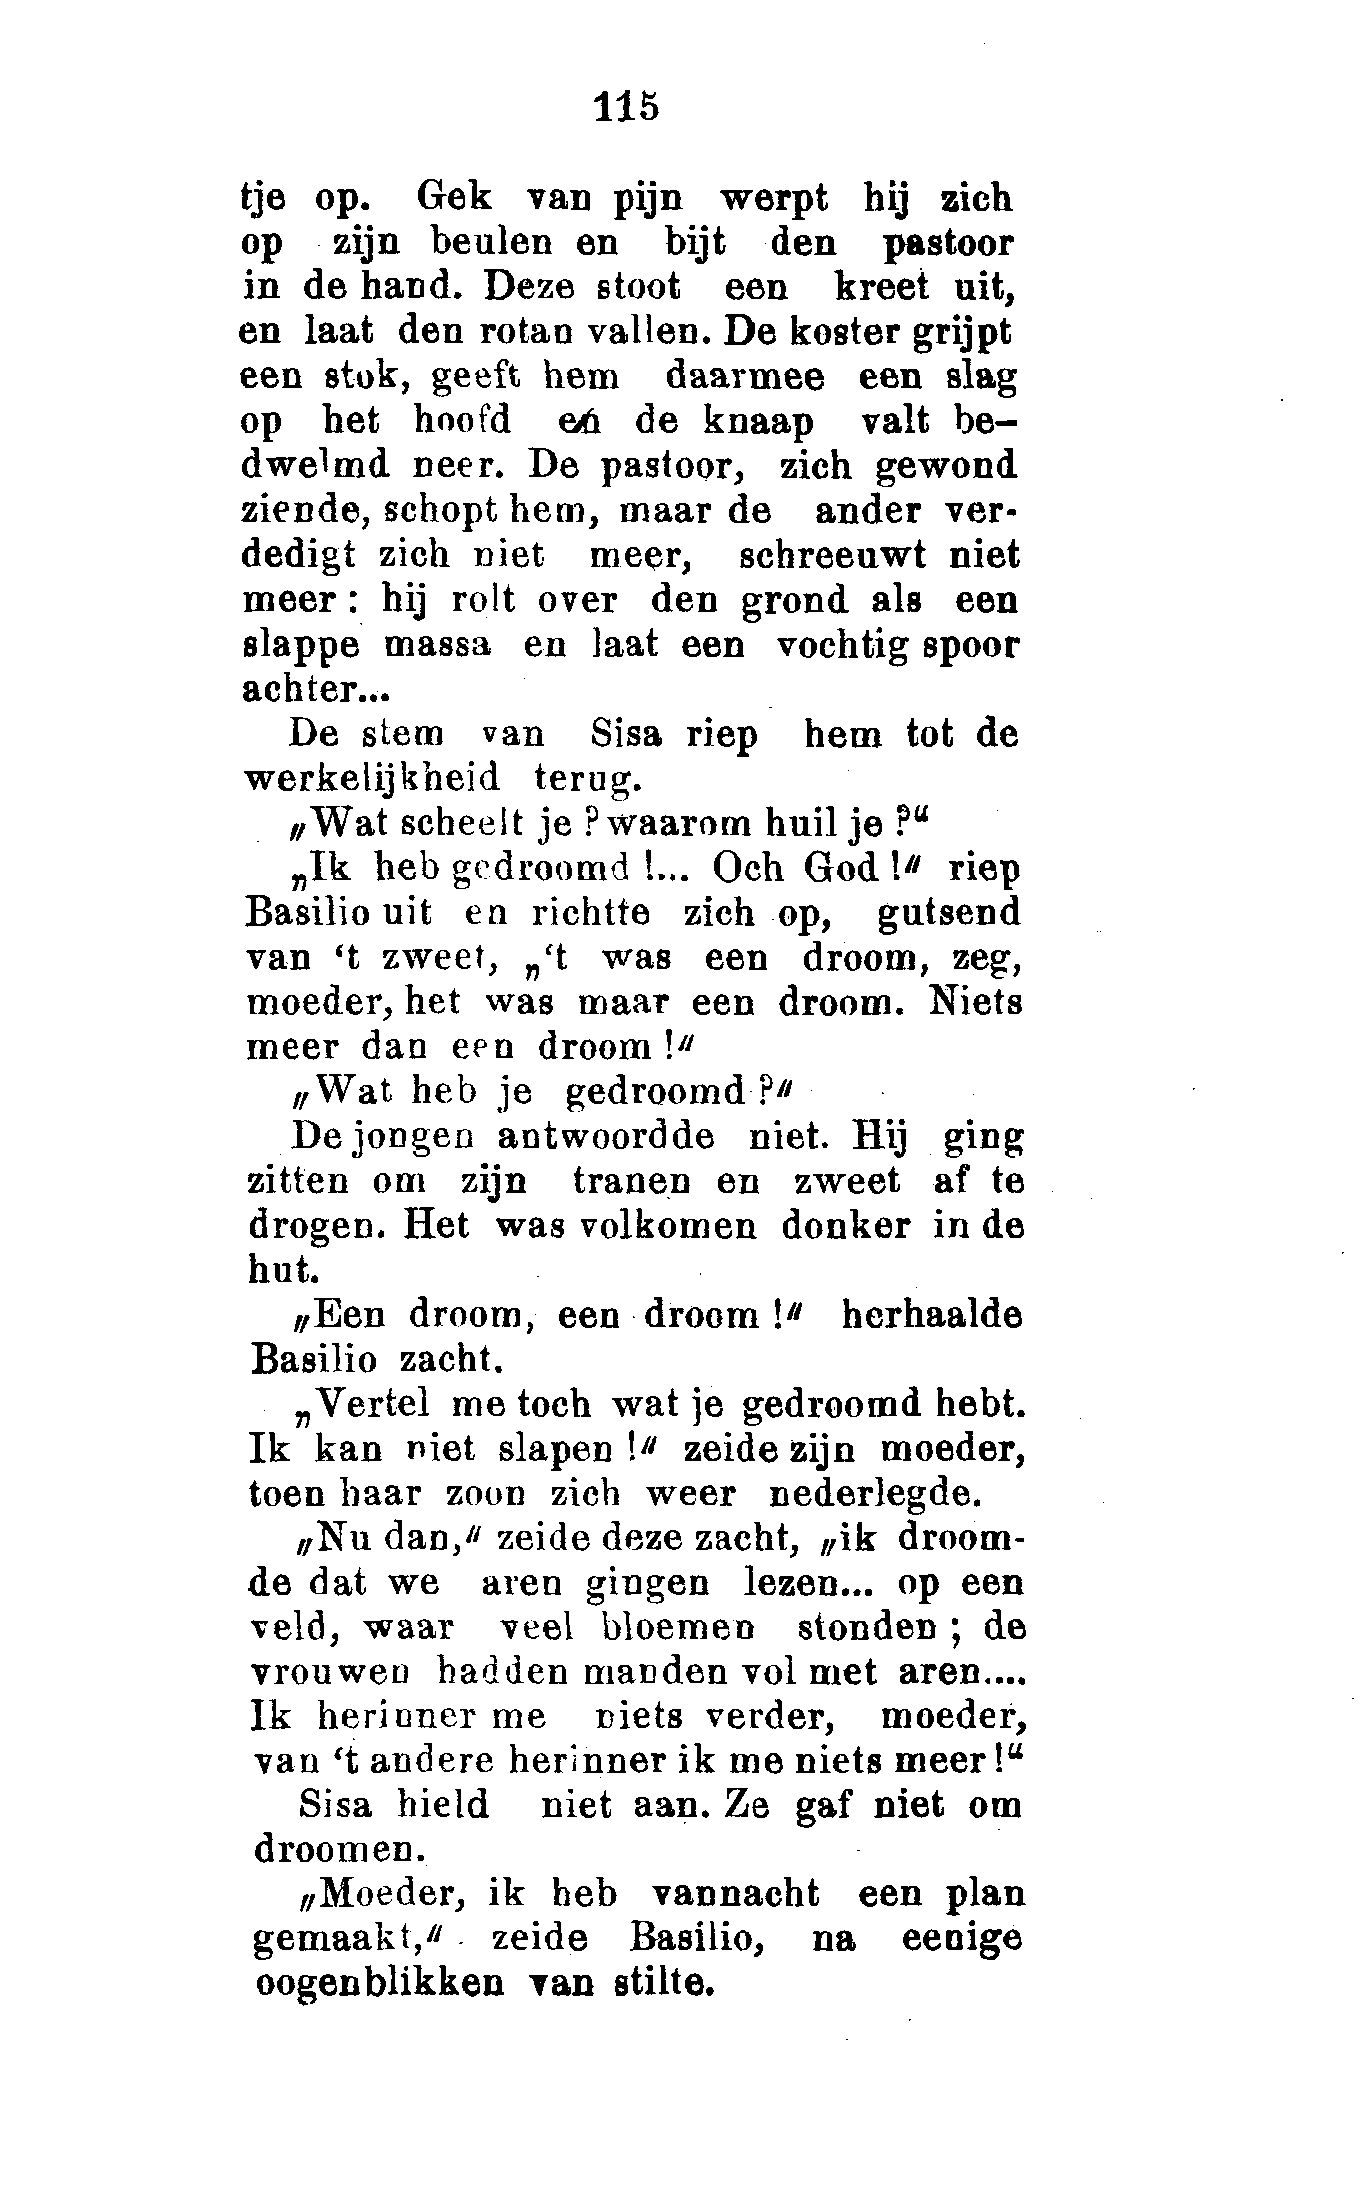 115
tje op. Gek van pijn werpt hij zich
op zijn beulen en bijt den pastoor
in de hand. Deze stoot een kreet uit,
en laat den rotan vallen. De koster grijpt
een stok, geeft hem daarmee een slag
op het hoofd en de knaap valt be-
dwelmd neer. De pastoor, zich gewond
ziende, schopt hem, maar de ander ver-
dedigt zich niet meer, schreeuwt niet
meer : hij rolt over den grond als een
slappe massa en laat een vochtig spoor
achter...
De stem van Sisa riep hem tot de
werkelijkheid terug.
„Wat scheelt je ? waarom huil je ?“
„Ik heb gedroomd !... Och God !“ riep
Basilio uit en richtte zich op, gutsend
van ‘t zweet, „‘t was een droom, zeg,
moeder, het was maar een droom. Niets
meer dan een droom !“
„Wat heb je gedroomd ?“
De jongen antwoordde niet. Hij ging
zitten om zijn tranen en zweet af te
drogen. Het was volkomen donker in de
hut.
„Een droom, een droom !“ herhaalde
Basilio zacht.
„Vertel me toch wat je gedroomd hebt.
Ik kan niet slapen !“ zeide zijn moeder,
toen haar zoon zich weer nederlegde.
„Nu dan,“ zeide deze zacht, „ik droom-
de dat we aren gingen lezen... op een
veld, waar veel bloemen stonden ; de
vrouwen hadden manden vol met aren....
Ik herinner me niets verder, moeder,
van ‘t andere herinner ik me niets meer !“
Sisa hield niet aan. Ze gaf niet om
droomen.
„Moeder, ik heb vannacht een plan
gemaakt,“ zeide Basilio, na eenige
oogenblikken van stilte.